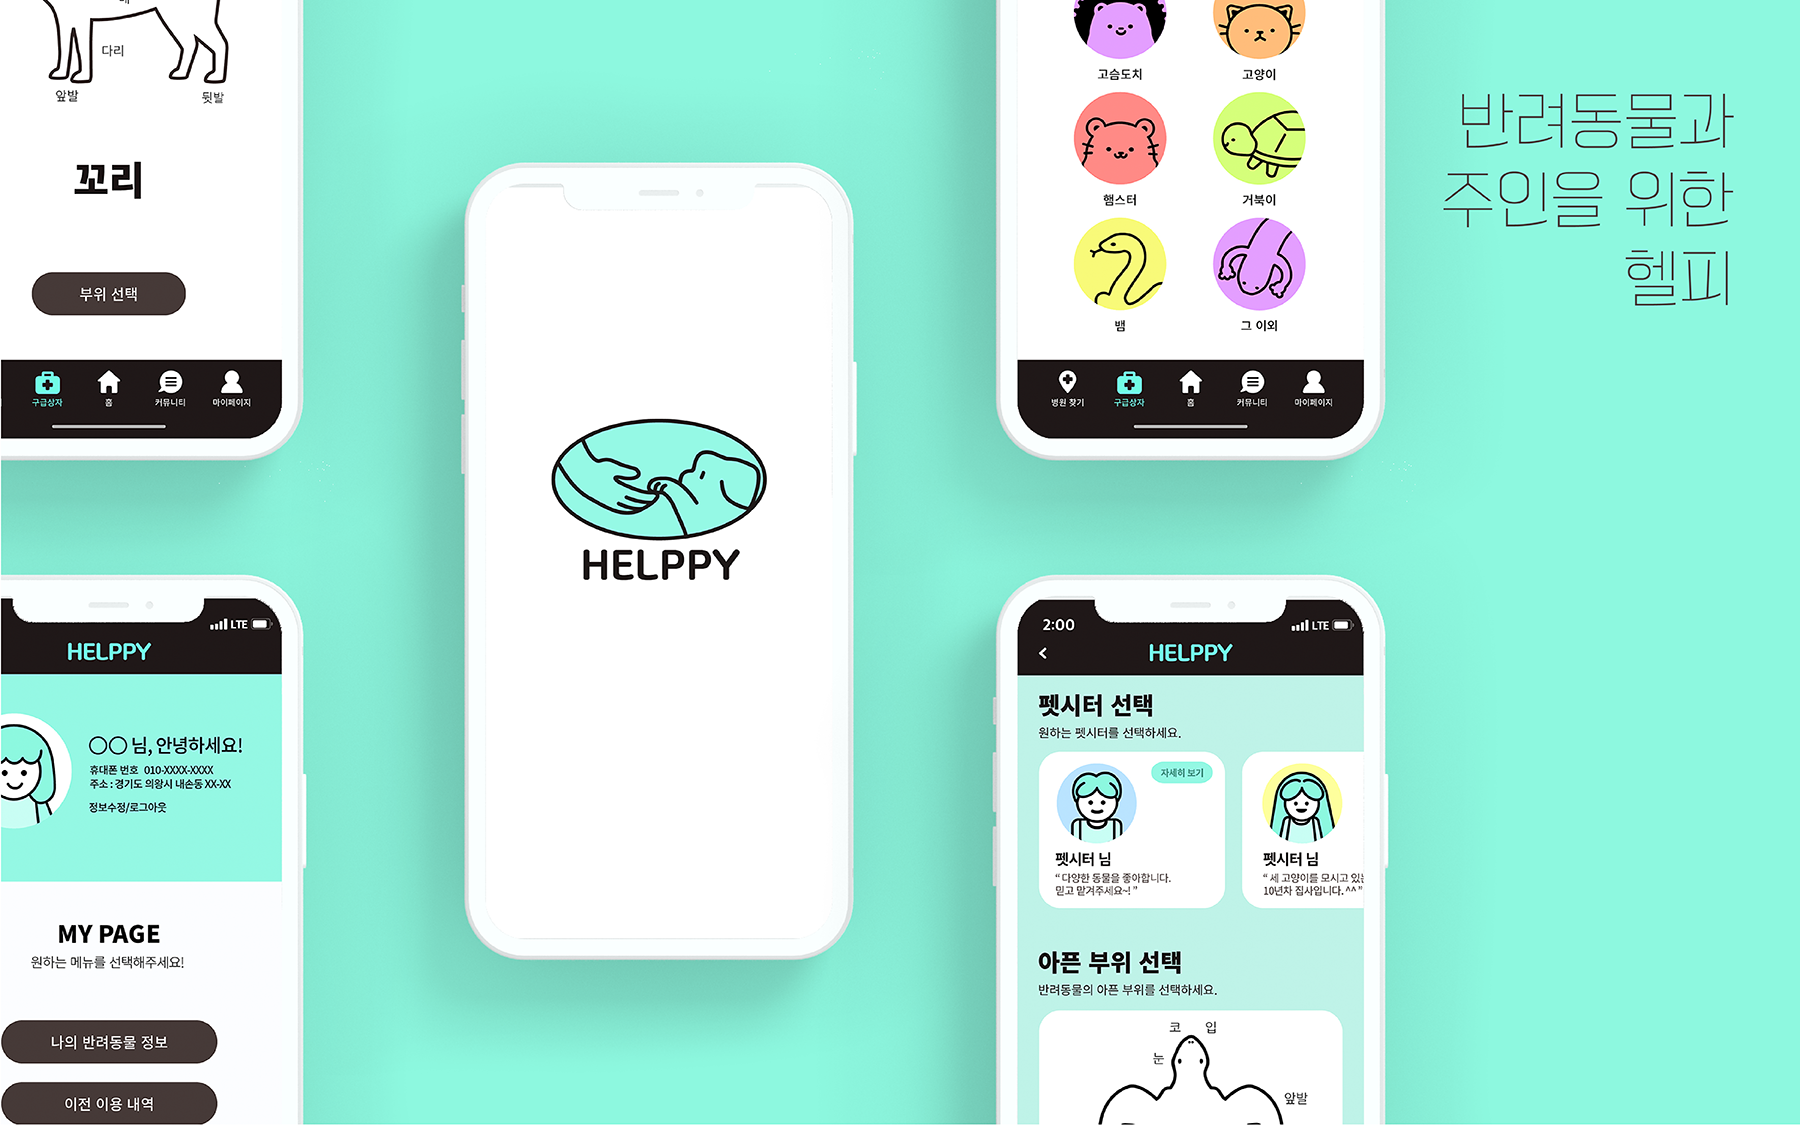 다리
앞발
뒷발
꼬리
부위 선택
구급상자
홈
커뮤니티
마이페이지
HELPPY
고슴도치
고양이
햄스터
거북이
뱀
그 이외
병원 찾기
구급상자
홈
커뮤니티
마이페이지
반려동물과
주인을 위한
헬피
LTE
HELPPY
○○ 님, 안녕하세요!
휴대폰 번호 010-XXXX-XXXX
주소 : 경기도 의왕시 내손동 XX-XX
정보수정/로그아웃
MY PAGE
원하는 메뉴를 선택해주세요!
나의 반려동물 정보
이전 이용 내역
2:00
LTE
HELPPY
펫시터 선택
원하는 펫시터를 선택하세요.
자세히 보기
펫시터 님
“ 다양한 동물을 좋아합니다.
믿고 맡겨주세요~! ”
펫시터 님
“ 세 고양이를 모시고 있는
10년차 집사입니다. ^^ ”
아픈 부위 선택
반려동물의 아픈 부위를 선택하세요.
코
입
눈
앞발